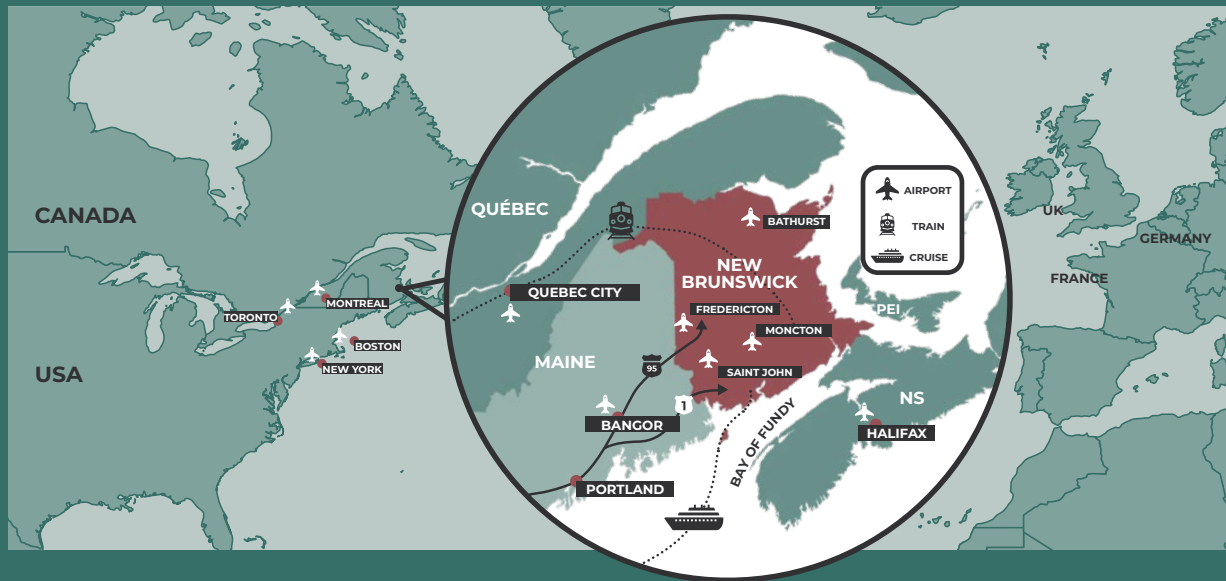 CANADA
USA
TORONTO
MONTREAL
BOSTON
NEW YORK
QUÉBEC
QUEBEC CITY
MAINE
BATHURST
NEW
BRUNSWICK
FREDERICTON
MONCTON
SAINT JOHN
95
1
BANGOR
PORTLAND
BAY OF FUNDY
PEI
NS
HALIFAX
AIRPORT
TRAIN
CRUISE
UK
GERMANY
FRANCE